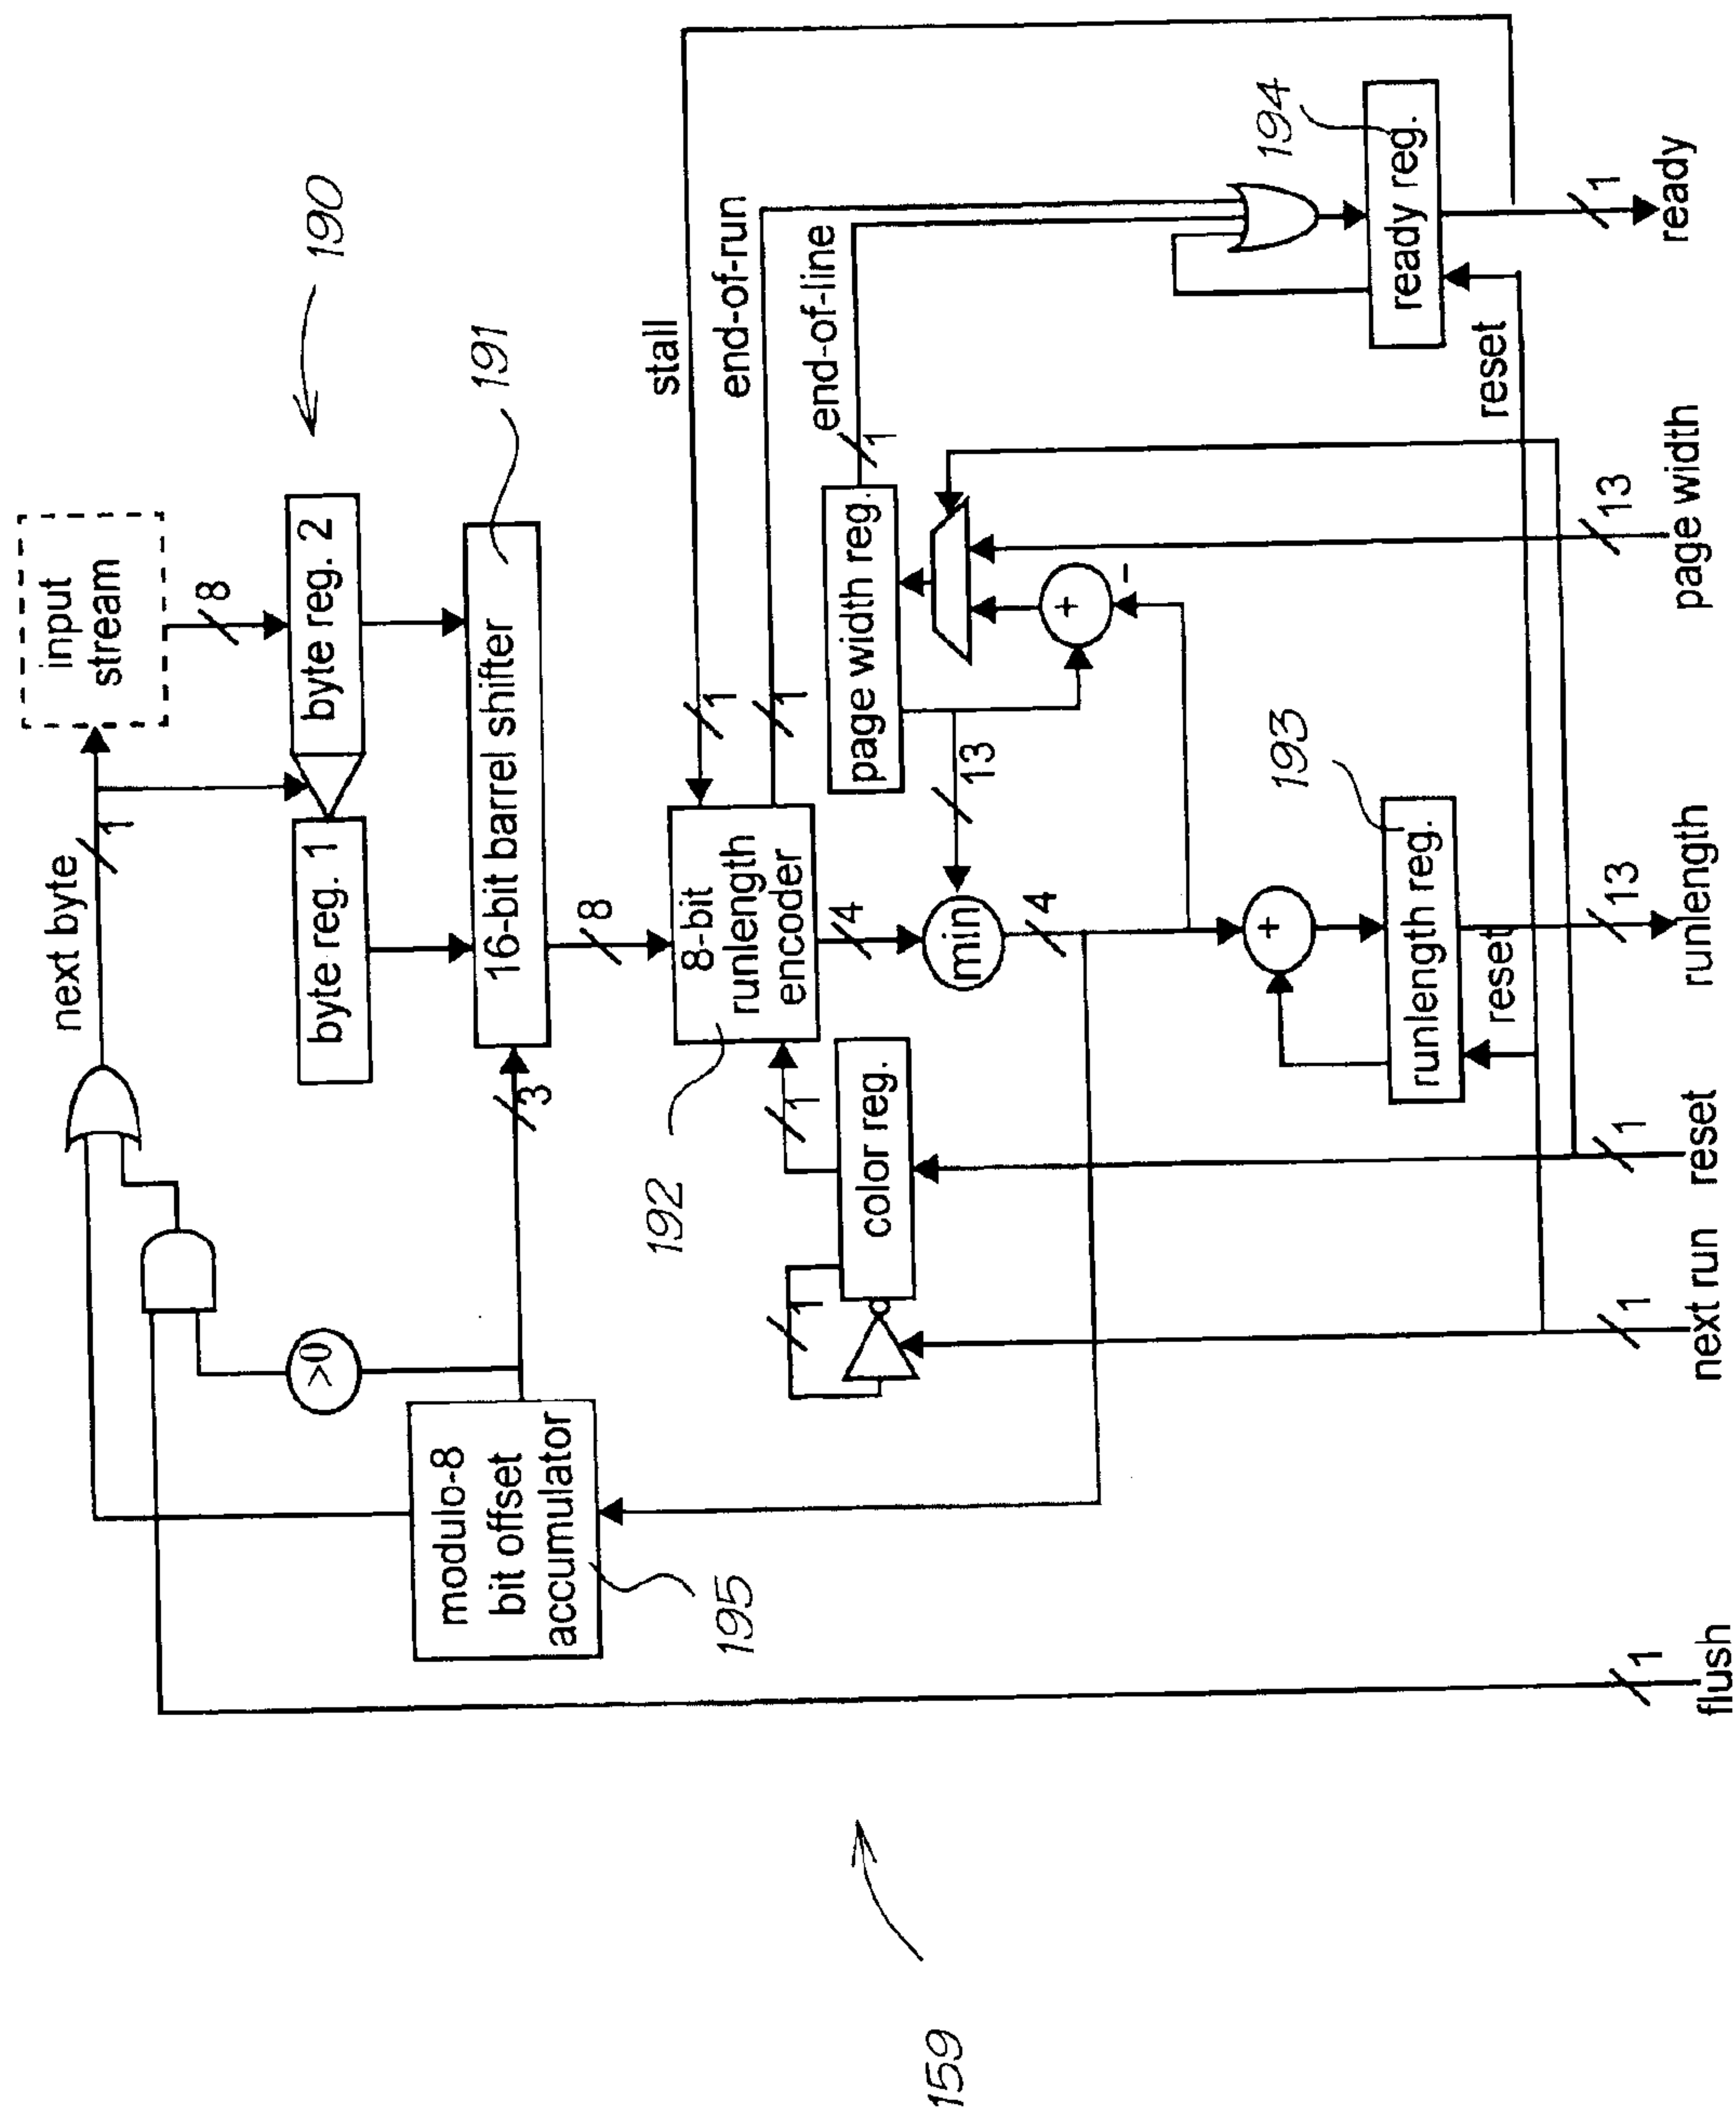 input
stream
next byte
1
8
190
byte reg. 1
byte reg. 2
>0
3
16-bit barrel shifter
191
modulo-8
bit offset
accumulator
195
8
stall
1
end-of-run
1
8-bit
runlength
encoder
192
end-of-line
1
page width reg.
1
1
color reg.
4
min
13
4
+
-
194
ready reg.
reset
+
193
runlength reg.
reset
1
flush
1
next run
1
reset
13
runlength
13
page width
1
ready
159